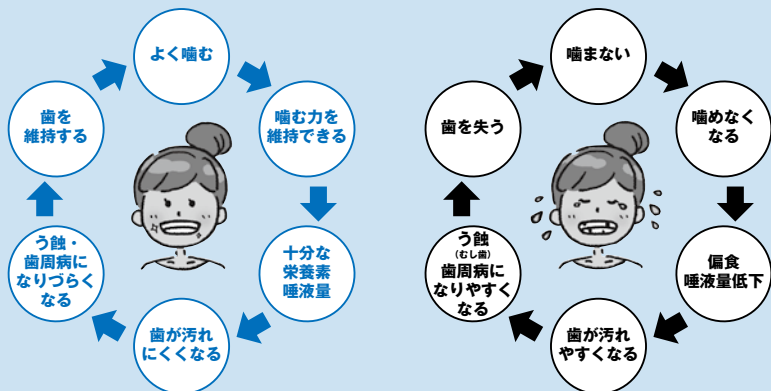 よく噛む
噛む力を
維持できる
十分な
栄養素
唾液量
歯が汚れ
にくくなる
う蝕・
歯周病に
なりづらく
なる
歯を
維持する
噛まない
噛めなく
なる
偏食
唾液量低下
歯が汚れ
やすくなる
う蝕
（むし歯）
歯周病に
なりやすく
なる
歯を失う